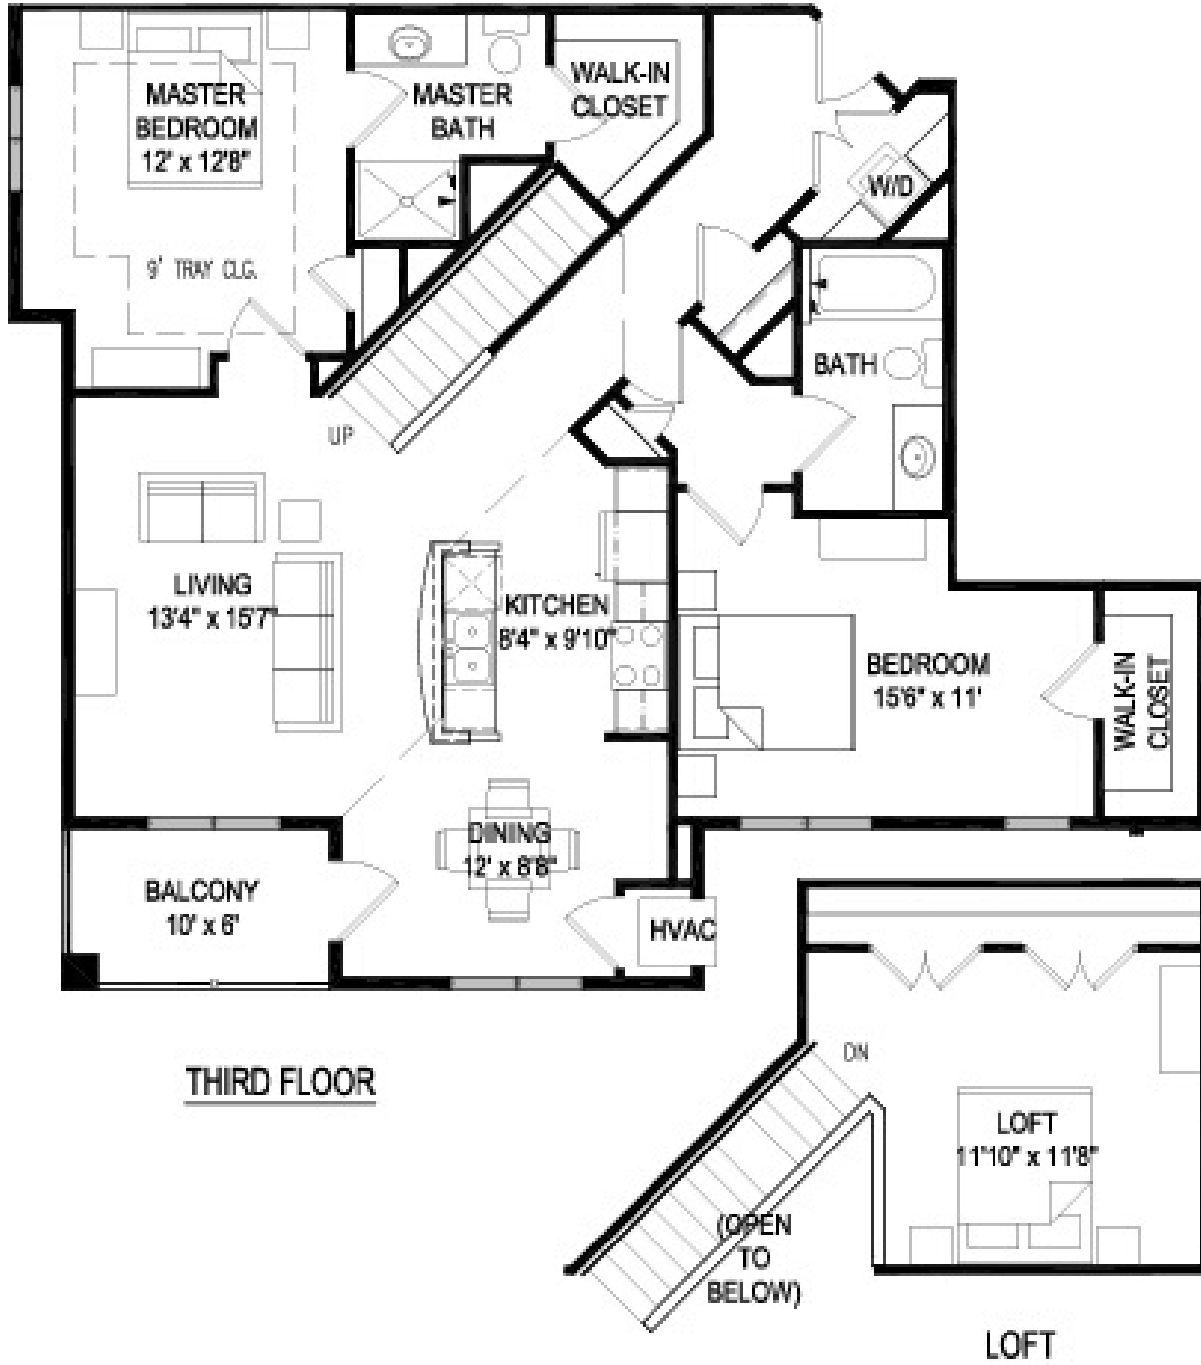 MASTER
BEDROOM
12' x 12'8"
9' TRAY CLG.
MASTER
BATH
WALK-IN
CLOSET
W/D
UP
BATH
LIVING
13'4" x 15'7"
KITCHEN
8'4" x 9'10"
BEDROOM
15'6" x 11'
WALK-IN
CLOSET
DINING
12' x 8'8"
BALCONY
10' x 6'
HVAC
THIRD FLOOR
DN
LOFT
11'10" x 11'8"
(OPEN
TO
BELOW)
LOFT